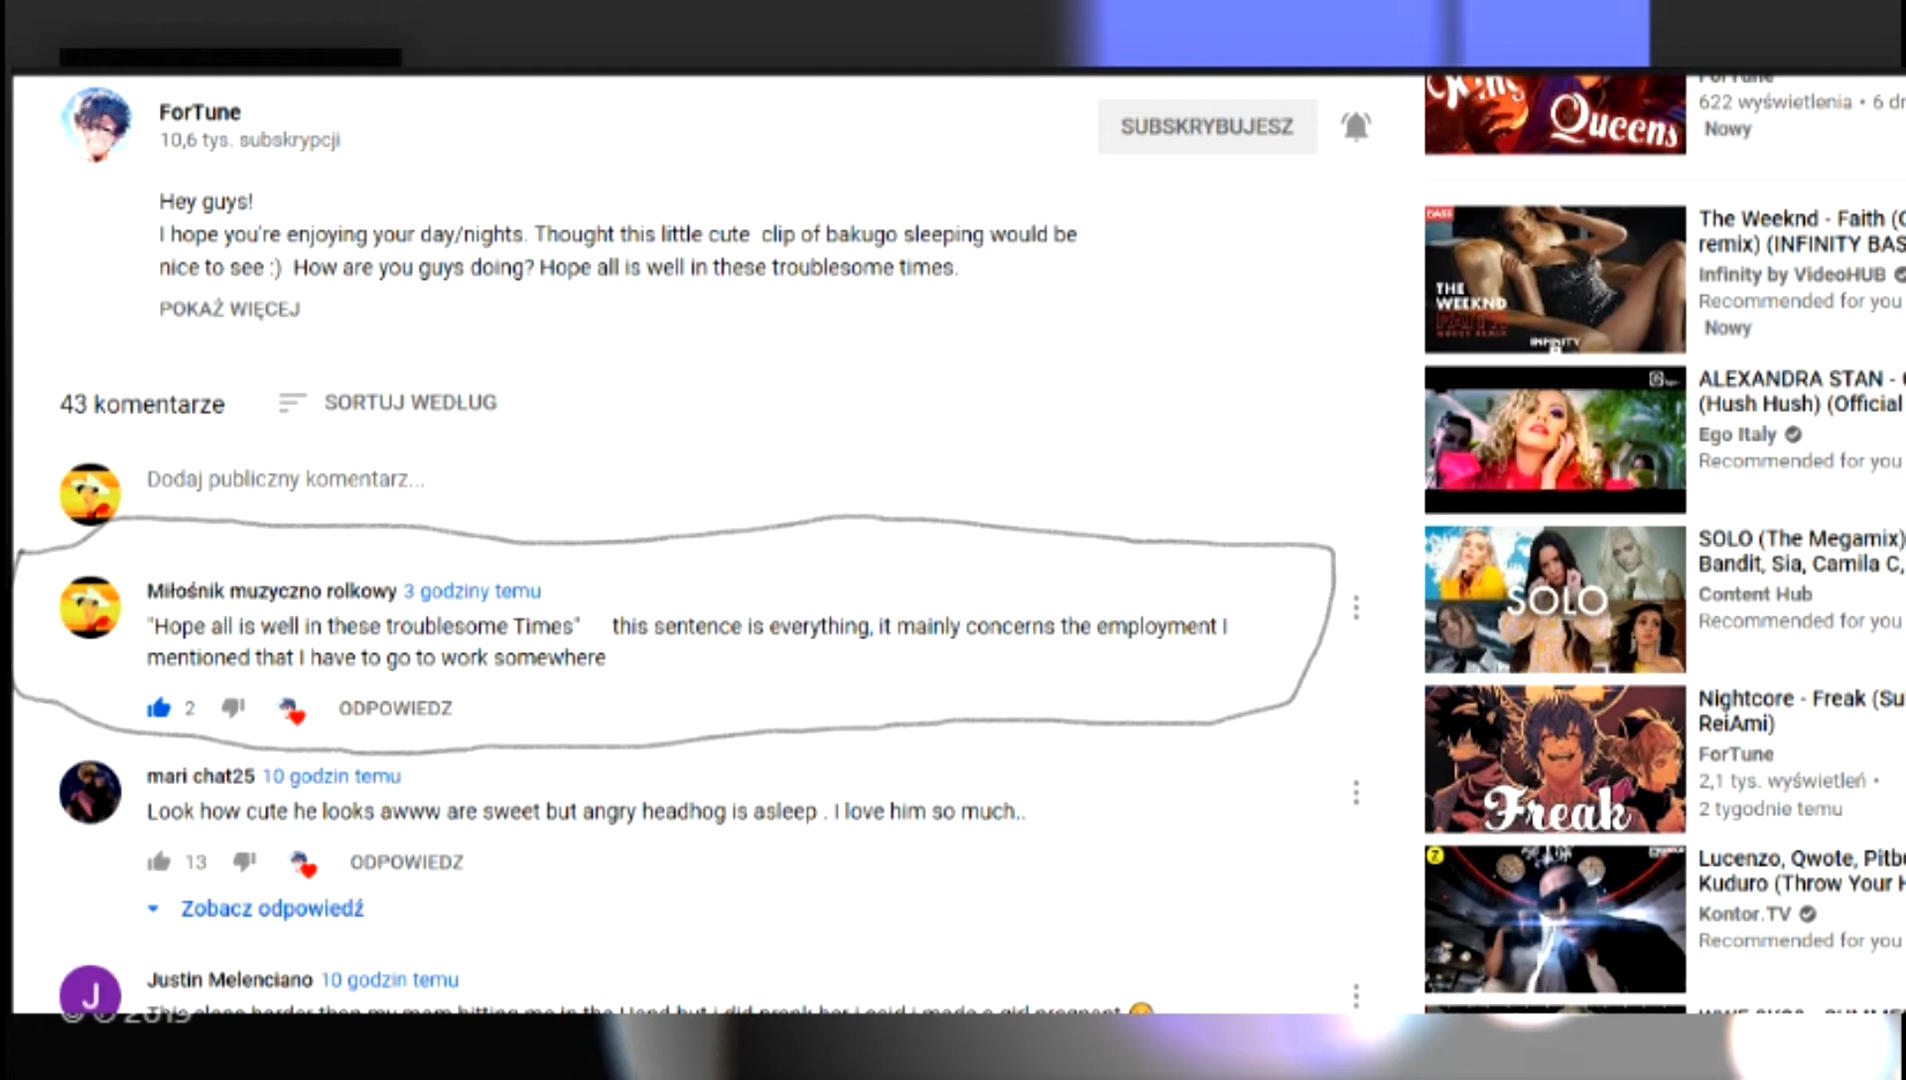 ForTune
10,6 tys. subskrypcji
SUBSKRYBUJESZ
Hey guys!
I hope you're enjoying your day/nights. Thought this little cute clip of bakugo sleeping would be
nice to see :) How are you guys doing? Hope all is well in these troublesome times.
POKAŻ WIĘCEJ
43 komentarze
SORTUJ WEDŁUG
Dodaj publiczny komentarz...
Miłośnik muzyczno rolkowy 3 godziny temu
"Hope all is well in these troublesome Times" this sentence is everything, it mainly concerns the employment I
mentioned that I have to go to work somewhere
2
ODPOWIEDZ
mari chat25 10 godzin temu
Look how cute he looks awww are sweet but angry headhog is asleep . I love him so much..
13
ODPOWIEDZ
Zobacz odpowiedź
J
Justin Melenciano 10 godzin temu
Queens
ForTune
622 wyświetlenia • 6
Nowy
THE
WEEKND
INFINITY
The Weeknd - Faith
remix) (INFINITY
Infinity by VideoHUB
Recommended for you
Nowy
ALEXANDRA STAN -
(Hush Hush) (Official
Ego Italy
Recommended for you
SOLO
SOLO (The Megamix)
Bandit, Sia, Camila C,
Content Hub
Recommended for you
Freak
Nightcore - Freak
ReiAmi)
ForTune
2,1 tys. wyświetleń •
2 tygodnie temu
Z
Lucenzo, Qwote,
Kuduro (Throw Your
Kontor.TV
Recommended for you